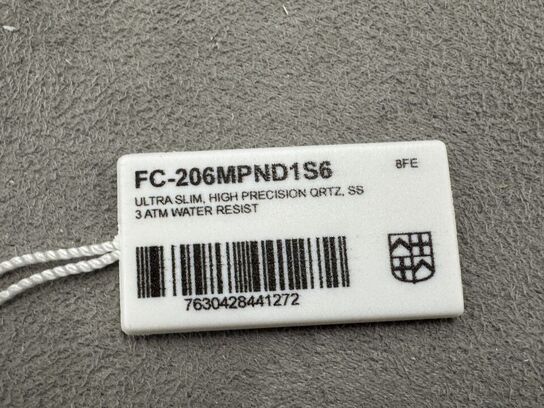 FC-206MPND1S6
8FE
ULTRA SLIM, HIGH PRECISION QRTZ, SS
3 ATM WATER RESIST
7630428441272